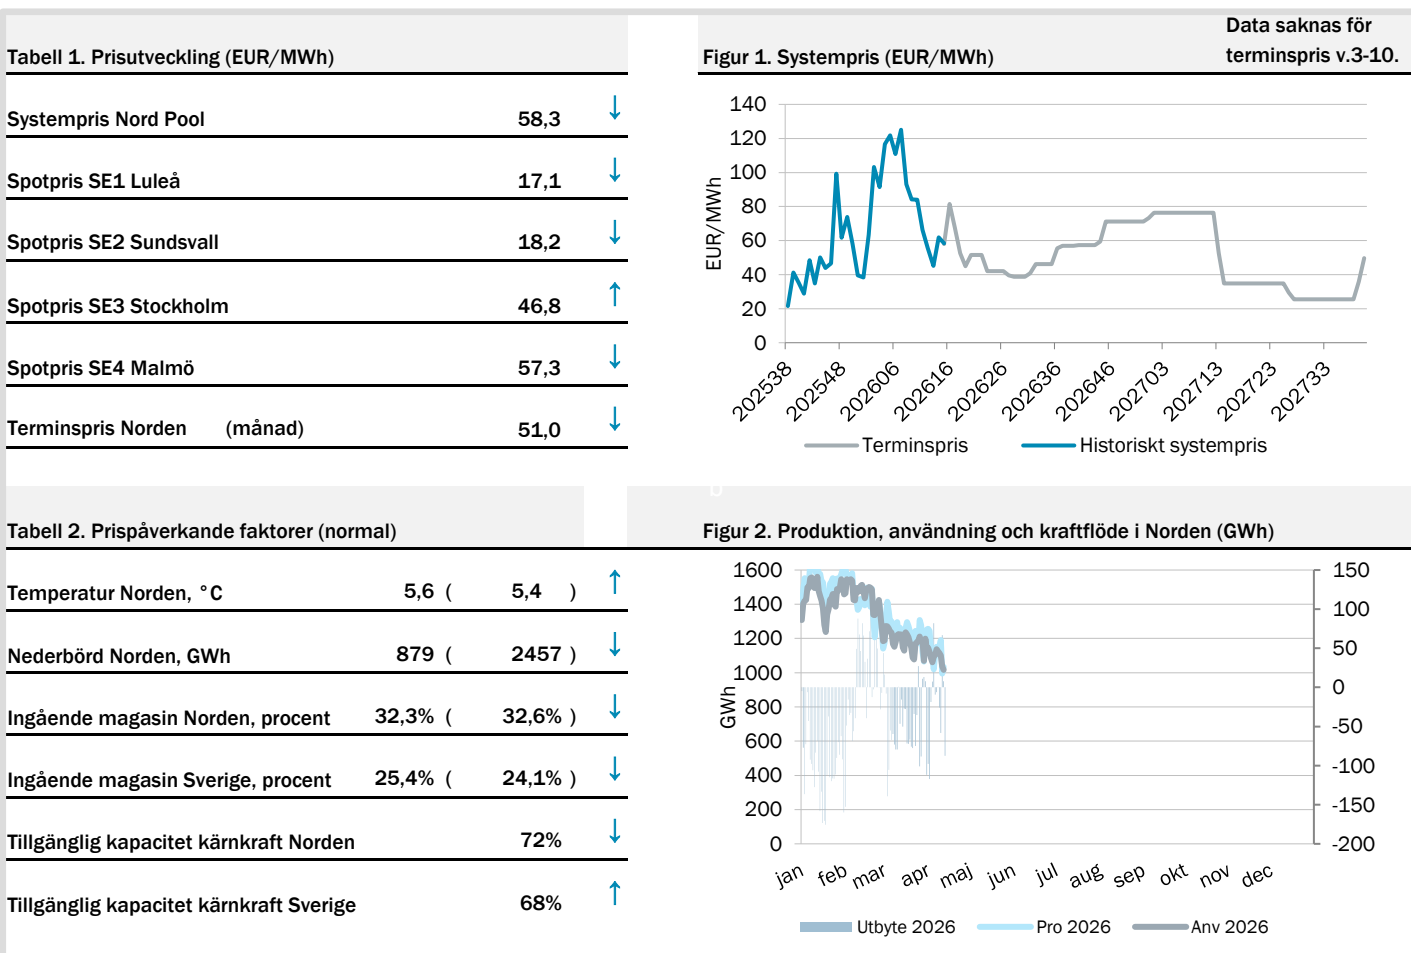 Tabell 1. Prisutveckling (EUR/MWh)
Systempris Nord Pool 58,3 ↓
Spotpris SE1 Luleå 17,1 ↓
Spotpris SE2 Sundsvall 18,2 ↓
Spotpris SE3 Stockholm 46,8 ↑
Spotpris SE4 Malmö 57,3 ↓
Terminspris Norden (månad) 51,0 ↓
Data saknas för
Figur 1. Systempris (EUR/MWh) terminspris v.3-10.
140
120
100
80
60
40
20
0
EUR/MWh
202538 202548 202606 202616 202626 202636 202646 202703 202713 202723 202733
Terminspris Historiskt systempris
b
Tabell 2. Prispåverkande faktorer (normal)
Temperatur Norden, °C 5,6 ( 5,4 ) ↑
Nederbörd Norden, GWh 879 ( 2457 ) ↓
Ingående magasin Norden, procent 32,3% ( 32,6% ) ↓
Ingående magasin Sverige, procent 25,4% ( 24,1% ) ↓
Tillgänglig kapacitet kärnkraft Norden 72% ↓
Tillgänglig kapacitet kärnkraft Sverige 68% ↑
Figur 2. Produktion, användning och kraftflöde i Norden (GWh)
1600 150
1400 100
1200 50
1000 0
800 -50
600 -100
400 -150
200 -200
0
GWh
jan feb mar apr maj jun jul aug sep okt nov dec
Utbyte 2026 Pro 2026 Anv 2026